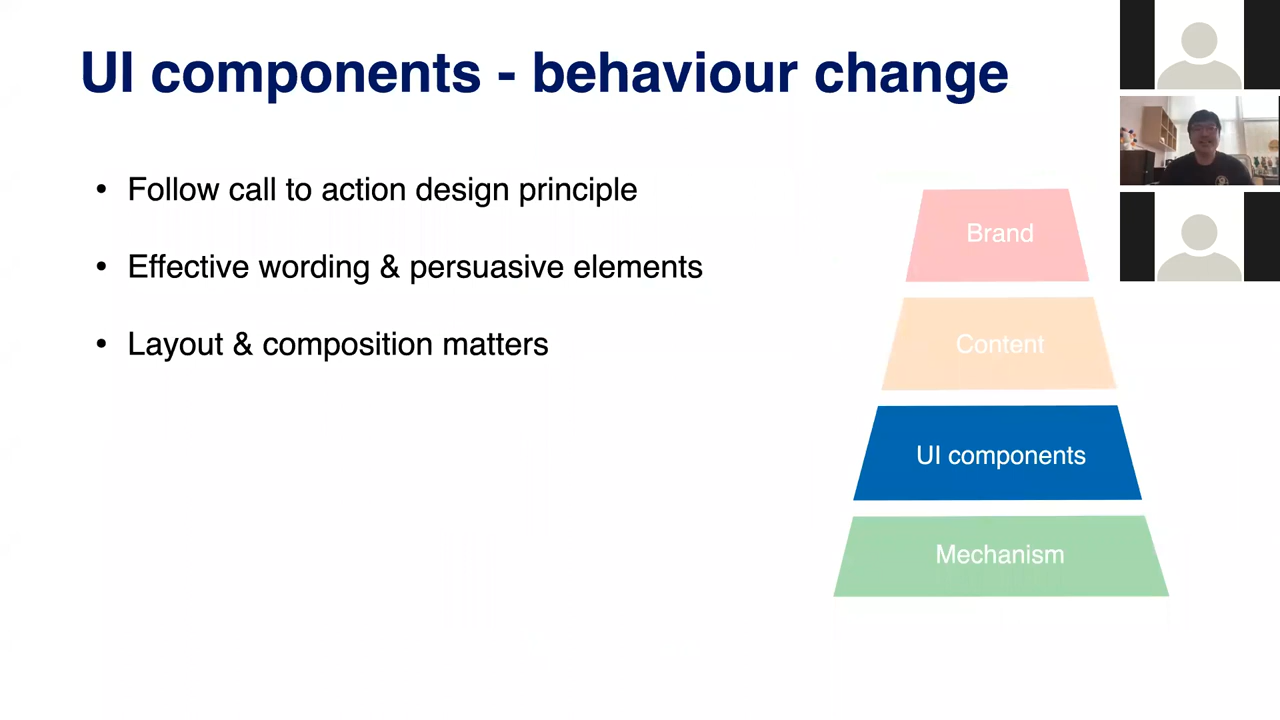 UI components - behaviour change
• Follow call to action design principle
• Effective wording & persuasive elements
• Layout & composition matters
Brand
Content
UI components
Mechanism